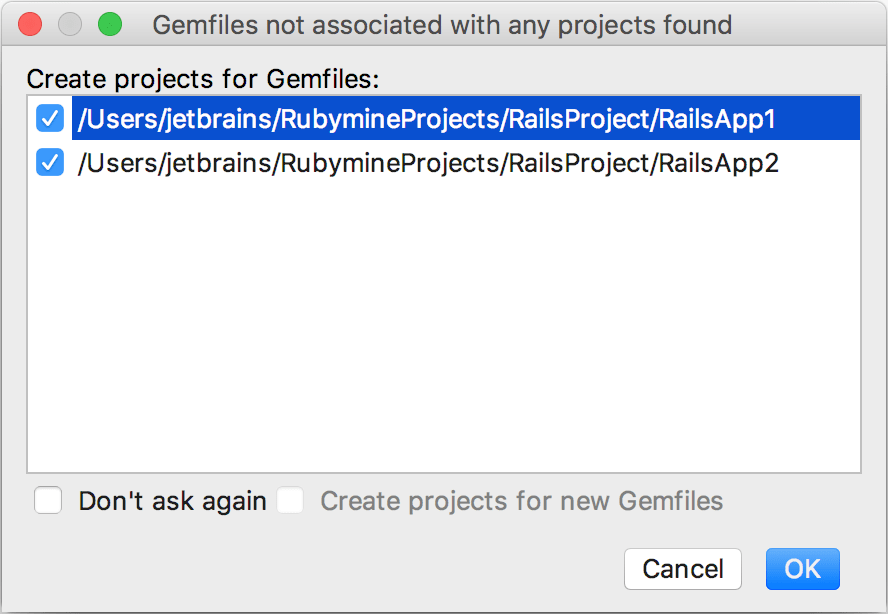 Gemfiles not associated with any projects found
Create projects for Gemfiles:
/Users/jetbrains/RubymineProjects/RailsProject/RailsApp1
/Users/jetbrains/RubymineProjects/RailsProject/RailsApp2
Don't ask again Create projects for new Gemfiles
Cancel OK